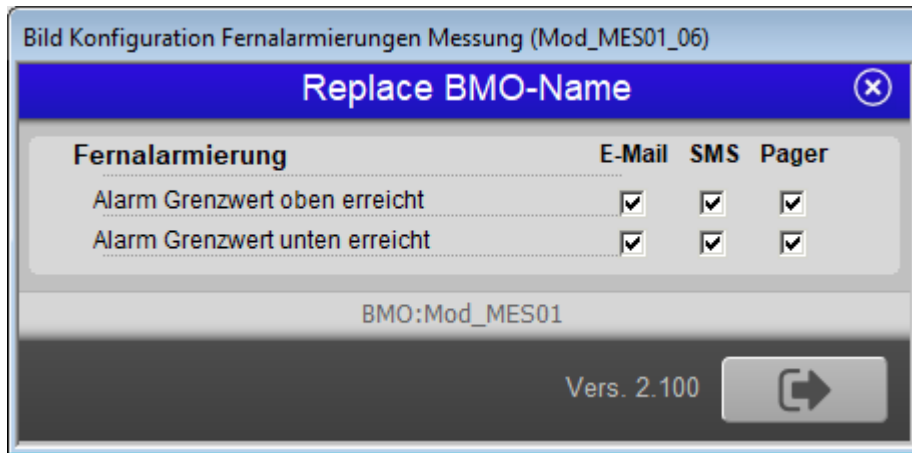 Bild Konfiguration Fernalarmierungen Messung (Mod_MES01_06)
Replace BMO-Name
Fernalarmierung E-Mail SMS Pager
Alarm Grenzwert oben erreicht
Alarm Grenzwert unten erreicht
BMO:Mod_MES01
Vers. 2.100